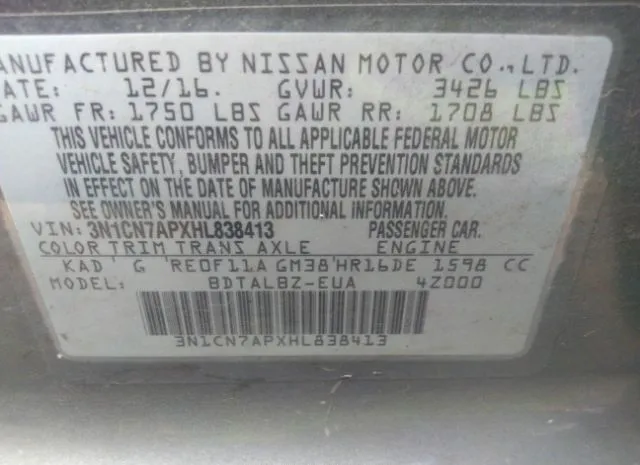 ANUFACTURED BY NISSAN MOTOR CO., LTD.
ATE: 12/16. GVWR: 3426 LBS
GAWR FR: 1750 LBS GAWR RR: 1708 LBS
THIS VEHICLE CONFORMS TO ALL APPLICABLE FEDERAL MOTOR
VEHICLE SAFETY, BUMPER AND THEFT PREVENTION STANDARDS
IN EFFECT ON THE DATE OF MANUFACTURE SHOWN ABOVE.
SEE OWNER'S MANUAL FOR ADDITIONAL INFORMATION.
VIN: 3N1CN7APXHL838413 PASSENGER CAR.
COLOR TRIM TRANS AXLE ENGINE
KAD G RE0F11A GM38 HR16DE 1598 CC
MODEL: BDTALBZ-EUA 4Z000
3N1CN7APXHL838413